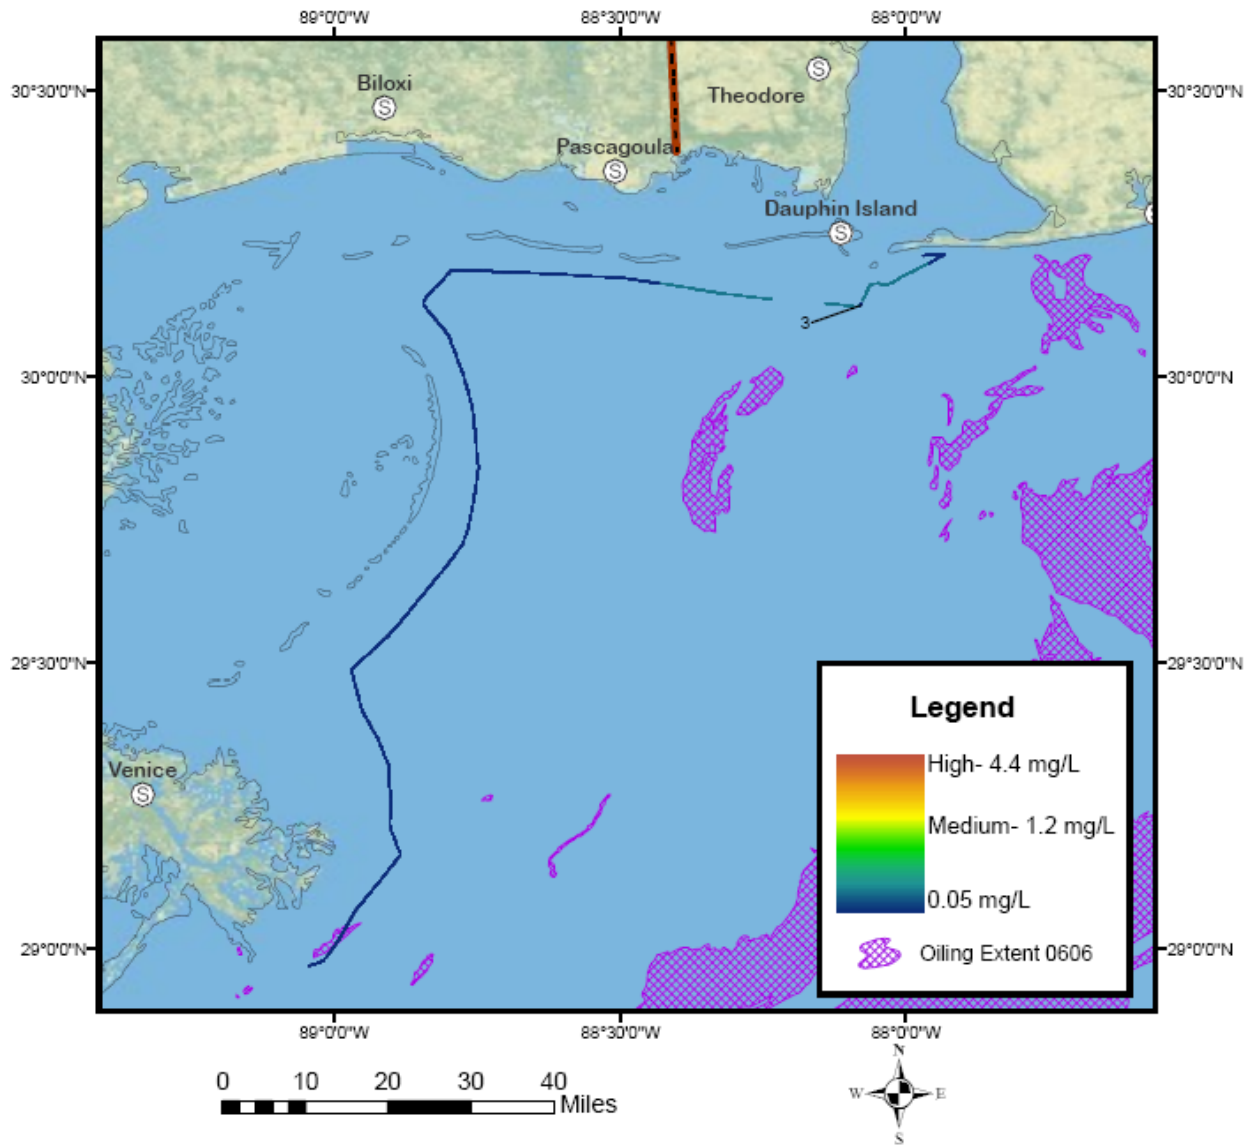 89°0'0"W 88°30'0"W 88°0'0"W
30°30'0"N 30°30'0"N
Biloxi
S
Theodore
S
Pascagoula
S
Dauphin Island
S
3
30°0'0"N 30°0'0"N
29°30'0"N 29°30'0"N
Venice
S
Legend
High- 4.4 mg/L
Medium- 1.2 mg/L
0.05 mg/L
Oiling Extent 0606
29°0'0"N 29°0'0"N
89°0'0"W 88°30'0"W 88°0'0"W
0 10 20 30 40
Miles
N
W E
S